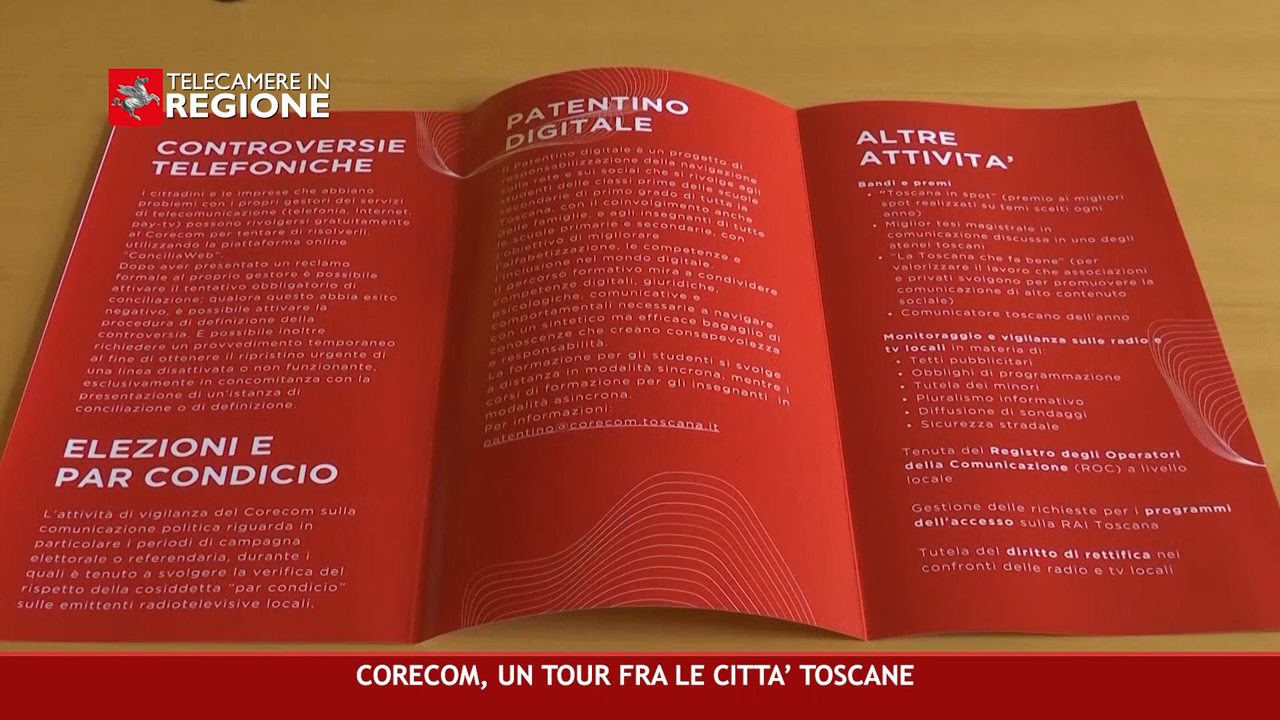 TELECAMERE IN
REGIONE
CONTROVERSIE
TELEFONICHE
I Cittadini e le imprese che abbiano
problemi con i propri gestori dei servizi
di telecomunicazione (telefonia, Internet,
pay-tv) possono rivolgersi gratuitamente
al Corecom per tentare di risolverli,
utilizzando la piattaforma online
"ConciliaWeb".
Dopo aver presentato un reclamo
formale al proprio gestore è possibile
attivare il tentativo obbligatorio di
conciliazione; qualora questo abbia esito
negativo, è possibile attivare la
procedura di definizione della
controversia. È possibile inoltre
richiedere un provvedimento temporaneo
al fine di ottenere il ripristino urgente di
una linea disattivata o non funzionante,
esclusivamente in concomitanza con la
presentazione di un'istanza di
conciliazione o di definizione.
ELEZIONI E
PAR CONDICIO
L'attività di vigilanza del Corecom sulla
comunicazione politica riguarda in
particolare i periodi di campagna
elettorale o referendaria, durante i
quali è tenuto a svolgere la verifica del
rispetto della cosiddetta "par condicio"
sulle emittenti radiotelevisive locali.
PATENTINO
DIGITALE
Il Patentino digitale è un progetto di
responsabilizzazione della navigazione
sulla rete e sui social che si rivolge agli
studenti delle classi prime delle scuole
secondarie di primo grado di tutta la
Toscana, con il coinvolgimento anche
delle famiglie, e agli insegnanti di tutte
le scuole primarie e secondarie, con
l'obiettivo di migliorare
l'alfabetizzazione, le competenze e
l'inclusione nel mondo digitale.
Il percorso formativo mira a condividere
competenze digitali, giuridiche,
psicologiche, comunicative e
comportamentali necessarie a navigare
con un sintetico ma efficace bagaglio di
conoscenze che creano consapevolezza
e responsabilità.
La formazione per gli studenti si svolge
a distanza in modalità sincrona, mentre i
corsi di formazione per gli insegnanti in
modalità asincrona.
Per informazioni:
patentino@corecom.toscana.it
ALTRE
ATTIVITA'
Bandi e premi
• "Toscana in spot" (premio ai migliori
spot realizzati su temi scelti ogni
anno)
• Miglior tesi magistrale in
comunicazione discussa in uno degli
atenei toscani
• "La Toscana che fa bene" (per
valorizzare il lavoro che associazioni
e privati svolgono per promuovere la
comunicazione di alto contenuto
sociale)
• Comunicatore toscano dell'anno
Monitoraggio e vigilanza sulle radio e
tv locali in materia di:
• Tetti pubblicitari
• Obblighi di programmazione
• Tutela dei minori
• Pluralismo informativo
• Diffusione di sondaggi
• Sicurezza stradale
Tenuta del Registro degli Operatori
della Comunicazione (ROC) a livello
locale
Gestione delle richieste per i programmi
dell'accesso sulla RAI Toscana
Tutela del diritto di rettifica nei
confronti delle radio e tv locali
CORECOM, UN TOUR FRA LE CITTA' TOSCANE